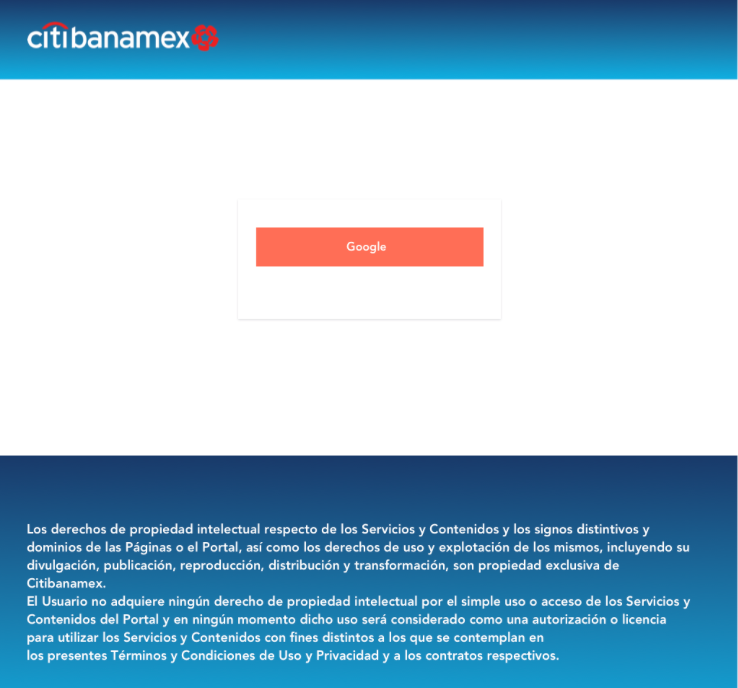 citibanamex
Google
Los derechos de propiedad intelectual respecto de los Servicios y Contenidos y los signos distintivos y
dominios de las Páginas o el Portal, así como los derechos de uso y explotación de los mismos, incluyendo su
divulgación, publicación, reproducción, distribución y transformación, son propiedad exclusiva de
Citibanamex.
El Usuario no adquiere ningún derecho de propiedad intelectual por el simple uso o acceso de los Servicios y
Contenidos del Portal y en ningún momento dicho uso será considerado como una autorización o licencia
para utilizar los Servicios y Contenidos con fines distintos a los que se contemplan en
los presentes Términos y Condiciones de Uso y Privacidad y a los contratos respectivos.